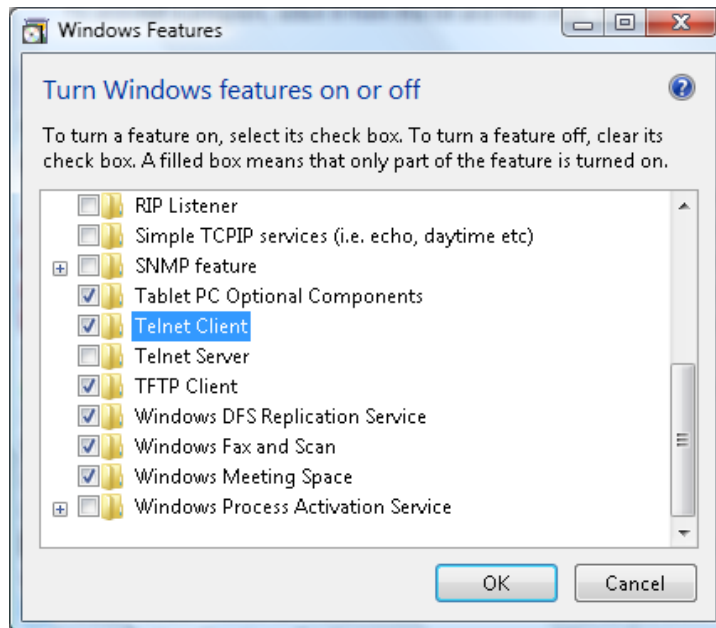 Windows Features
Turn Windows features on or off
To turn a feature on, select its check box. To turn a feature off, clear its
check box. A filled box means that only part of the feature is turned on.
RIP Listener
Simple TCPIP services (i.e. echo, daytime etc)
SNMP feature
Tablet PC Optional Components
Telnet Client
Telnet Server
TFTP Client
Windows DFS Replication Service
Windows Fax and Scan
Windows Meeting Space
Windows Process Activation Service
OK Cancel